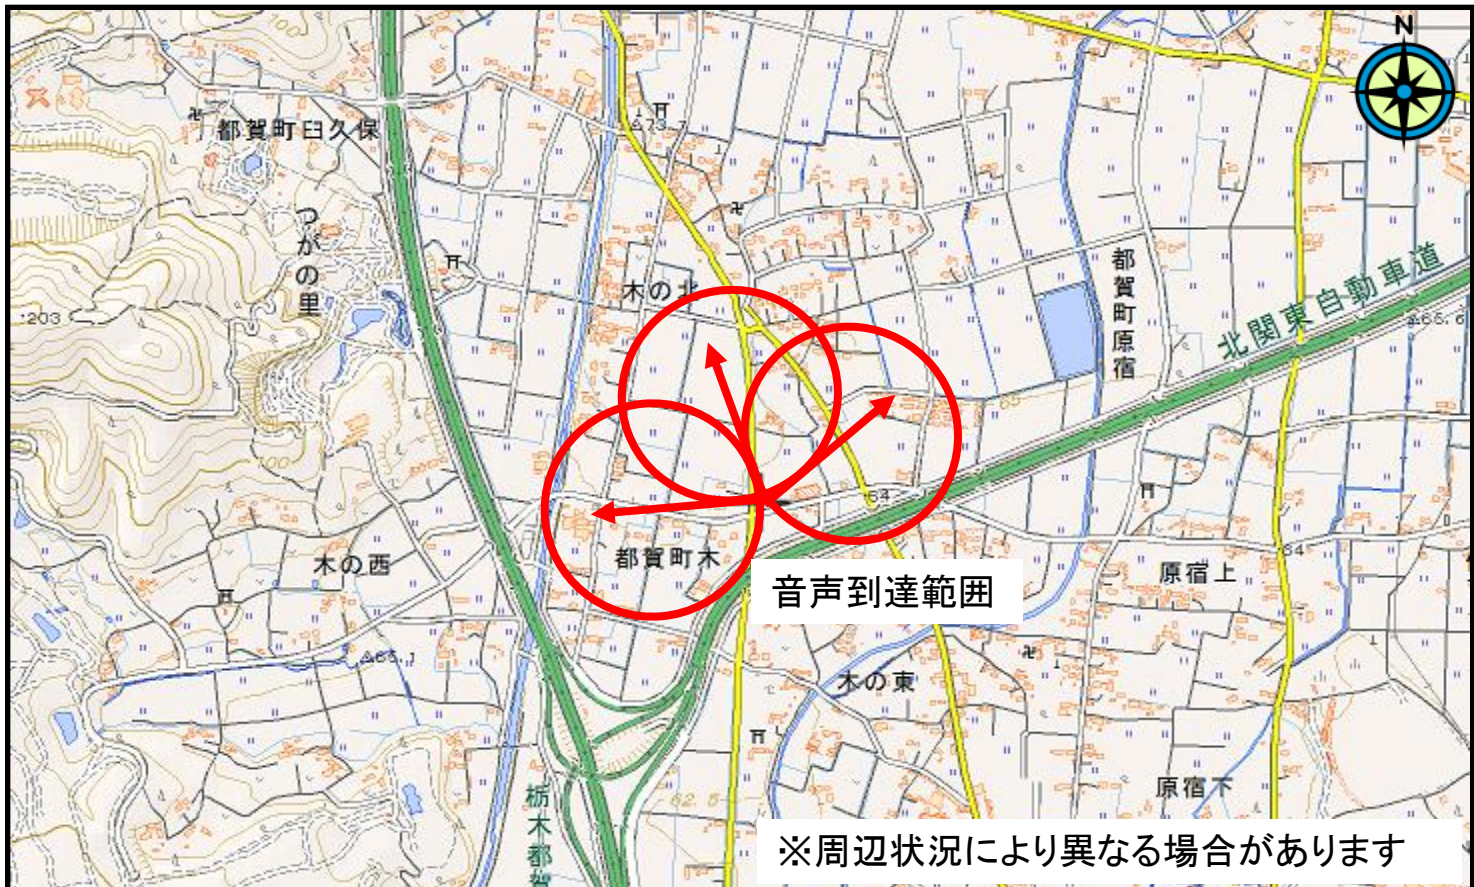 N
都賀町臼久保
つがの里
木の北
都賀町原宿
北関東自動車道
203
65.6
64
都賀町木
木の西
音声到達範囲
原宿上
64
木の東
原宿下
62.5
栃木都賀
※周辺状況により異なる場合があります